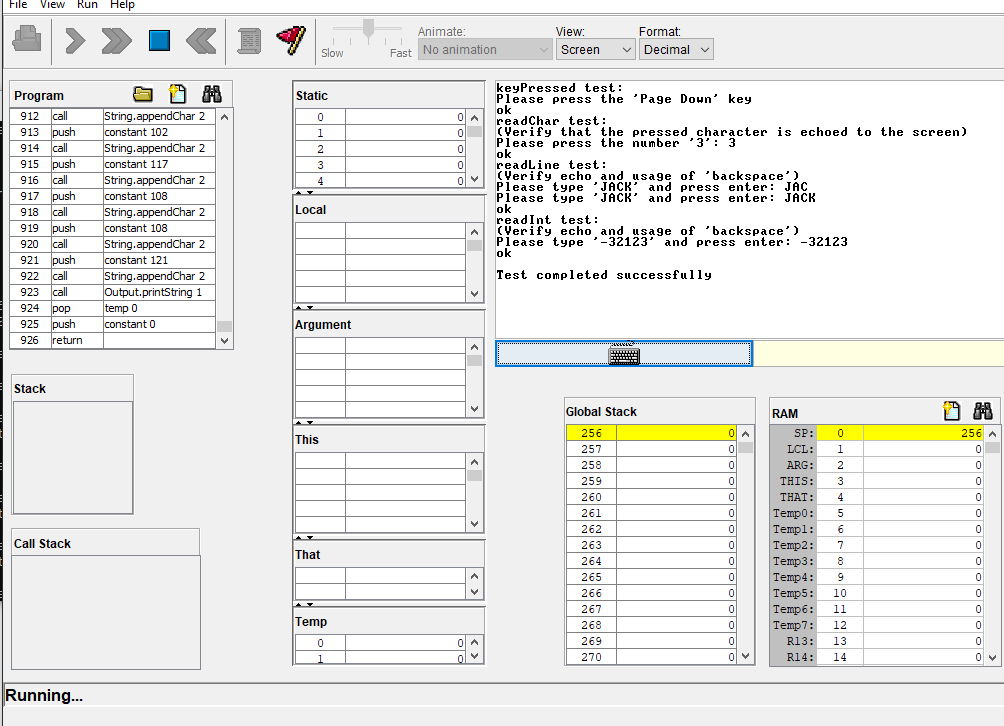 File View Run Help
Slow Fast
Animate: View: Format:
No animation Screen Decimal
Program
912 call String.appendChar 2
913 push constant 102
914 call String.appendChar 2
915 push constant 117
916 call String.appendChar 2
917 push constant 108
918 call String.appendChar 2
919 push constant 108
920 call String.appendChar 2
921 push constant 121
922 call String.appendChar 2
923 call Output.printString 1
924 pop temp 0
925 push constant 0
926 return
Stack
Call Stack
Static
0 0
1 0
2 0
3 0
4 0
Local
Argument
This
That
Temp
0 0
1 0
keyPressed test:
Please press the 'Page Down' key
ok
readChar test:
(Verify that the pressed character is echoed to the screen)
Please press the number '3': 3
ok
readLine test:
(Verify echo and usage of 'backspace')
Please type 'JACK' and press enter: JAC
Please type 'JACK' and press enter: JACK
ok
readInt test:
(Verify echo and usage of 'backspace')
Please type '-32123' and press enter: -32123
ok
Test completed successfully
Global Stack
256 0
257 0
258 0
259 0
260 0
261 0
262 0
263 0
264 0
265 0
266 0
267 0
268 0
269 0
270 0
RAM
SP: 0 256
LCL: 1 0
ARG: 2 0
THIS: 3 0
THAT: 4 0
Temp0: 5 0
Temp1: 6 0
Temp2: 7 0
Temp3: 8 0
Temp4: 9 0
Temp5: 10 0
Temp6: 11 0
Temp7: 12 0
R13: 13 0
R14: 14 0
Running...